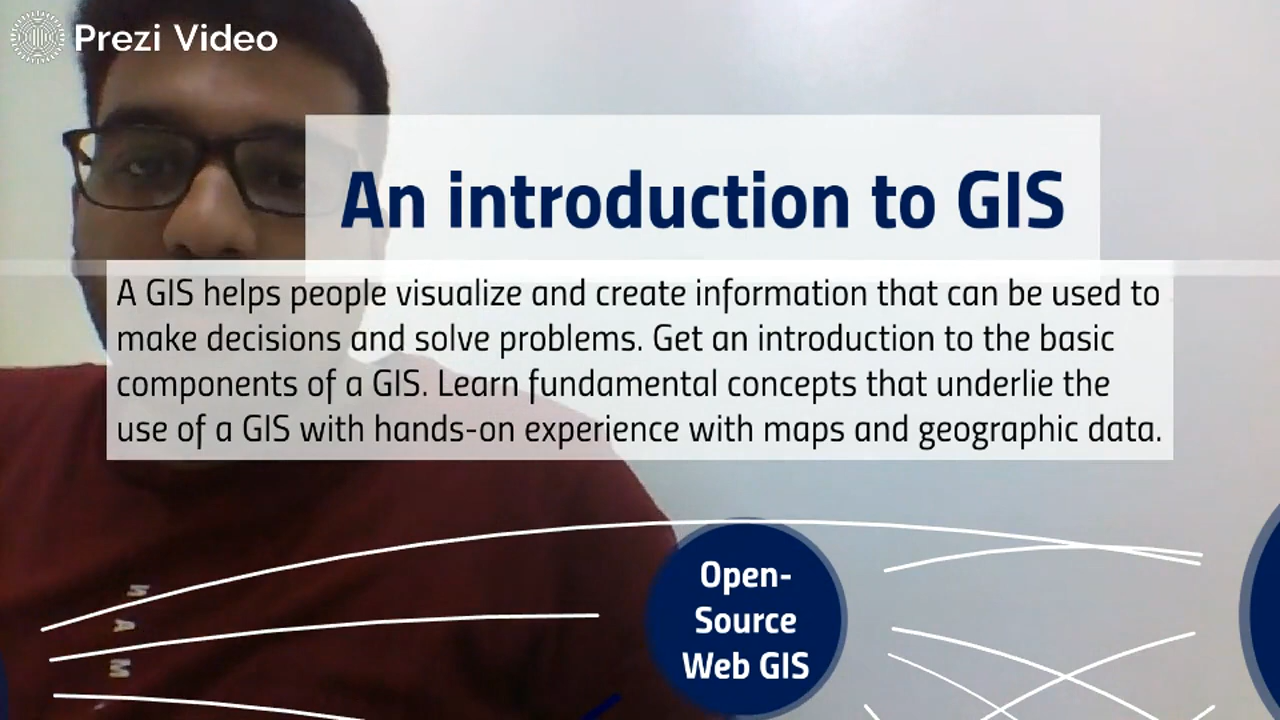 Prezi Video
An introduction to GIS
A GIS helps people visualize and create information that can be used to
make decisions and solve problems. Get an introduction to the basic
components of a GIS. Learn fundamental concepts that underlie the
use of a GIS with hands-on experience with maps and geographic data.
Open-
Source
Web GIS